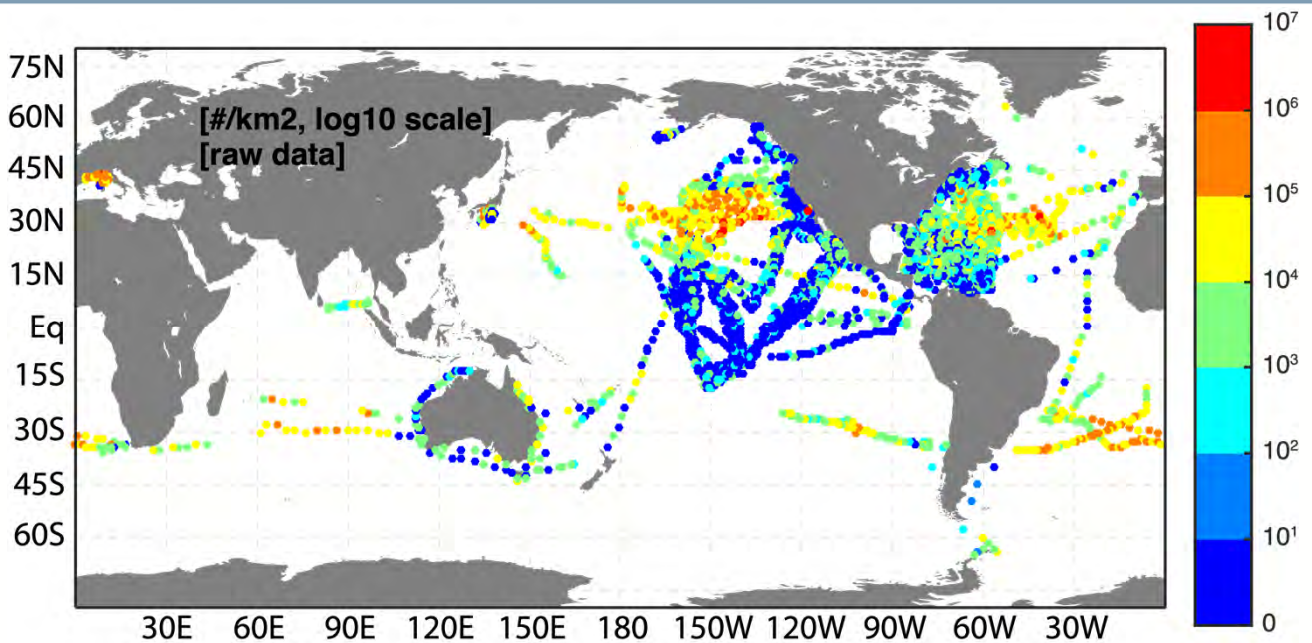 10⁷
75N
60N
[#/km2, log10 scale]
[raw data]
10⁶
45N
10⁵
30N
15N
10⁴
Eq
10³
15S
30S
10²
45S
60S
10¹
0
30E 60E 90E 120E 150E 180 150W 120W 90W 60W 30W